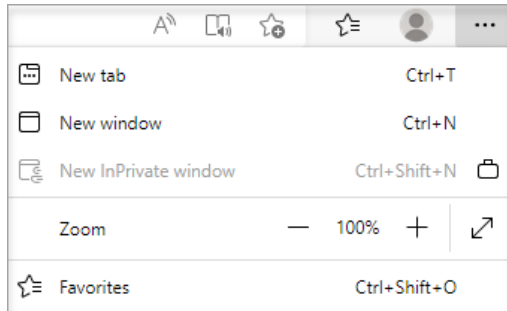 New tab Ctrl+T
New window Ctrl+N
New InPrivate window Ctrl+Shift+N
Zoom 100%
Favorites Ctrl+Shift+O